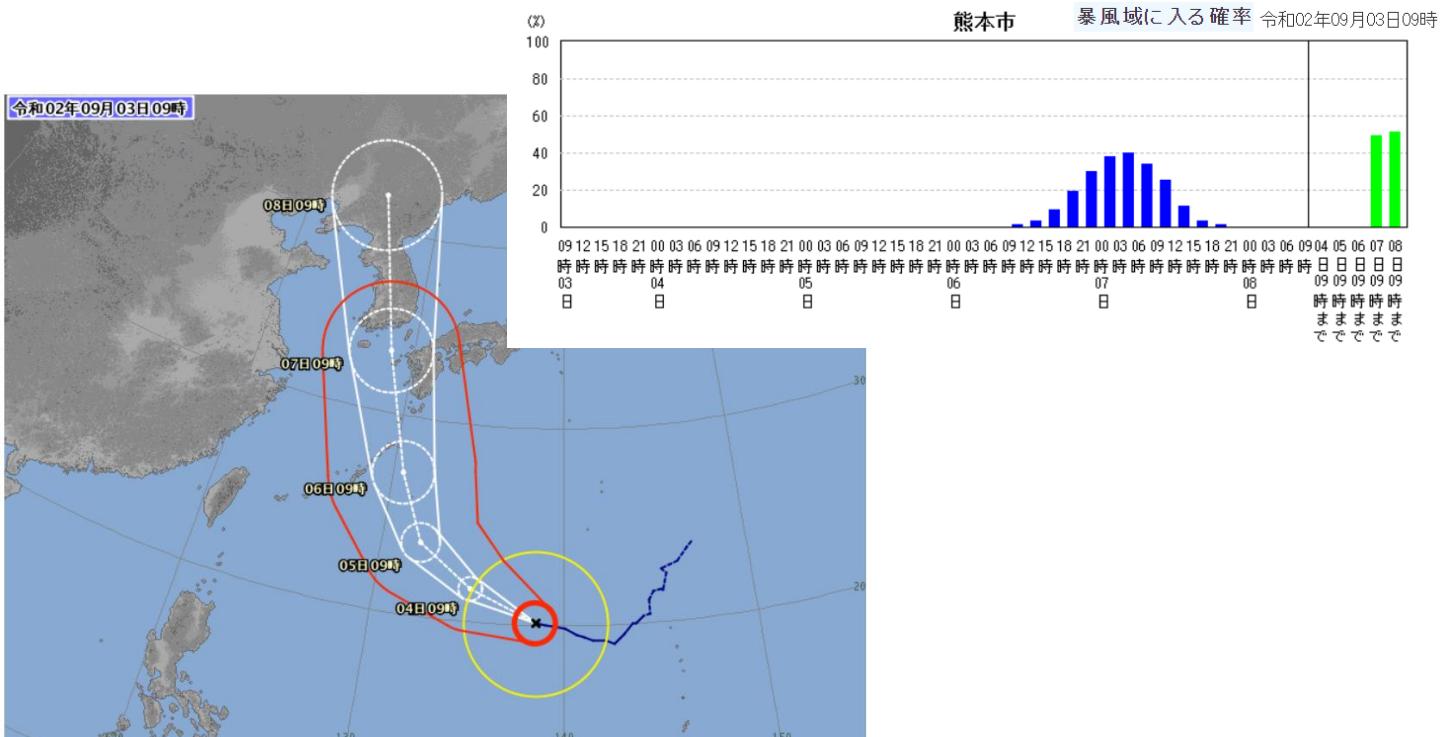 (%)
熊本市
暴風域に入る確率 令和02年09月03日09時
100
80
60
40
20
0
09 12 15 18 21 00 03 06 09 12 15 18 21 00 03 06 09 12 15 18 21 00 03 06 09 12 15 18 21 00 03 06 09 12 15 18 21 00 03 06 09 04 05 06 07 08
時 時 時 時 時 時 時 時 時 時 時 時 時 時 時 時 時 時 時 時 時 時 時 時 時 時 時 時 時 時 時 時 時 時 時 時 時 時 時 時 時 日 日 日 日 日
03 04 05 06 07 08 09 09 09 09 09
日 日 日 日 日 日 時 時 時 時 時
ま ま ま ま ま
で で で で で
令和02年09月03日09時
08日09時
07日09時
30
06日09時
05日09時
20
04日09時
130
140
150